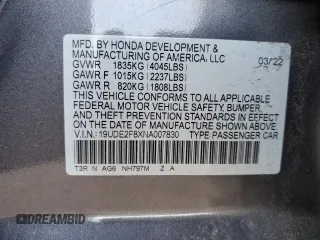 MFD. BY HONDA DEVELOPMENT &
MANUFACTURING OF AMERICA, LLC
03/22
GVWR 1835KG (4045LBS)
GAWR F 1015KG (2237LBS)
GAWR R 820KG (1808LBS)
THIS VEHICLE CONFORMS TO ALL APPLICABLE
FEDERAL MOTOR VEHICLE SAFETY, BUMPER,
AND THEFT PREVENTION STANDARDS IN EFFECT
ON THE DATE OF MANUFACTURE SHOWN ABOVE.
V.I.N.: 19UDE2F8XNA007830 TYPE PASSENGER CAR
T3R N AG6 NH797M Z A
© DREAMBID